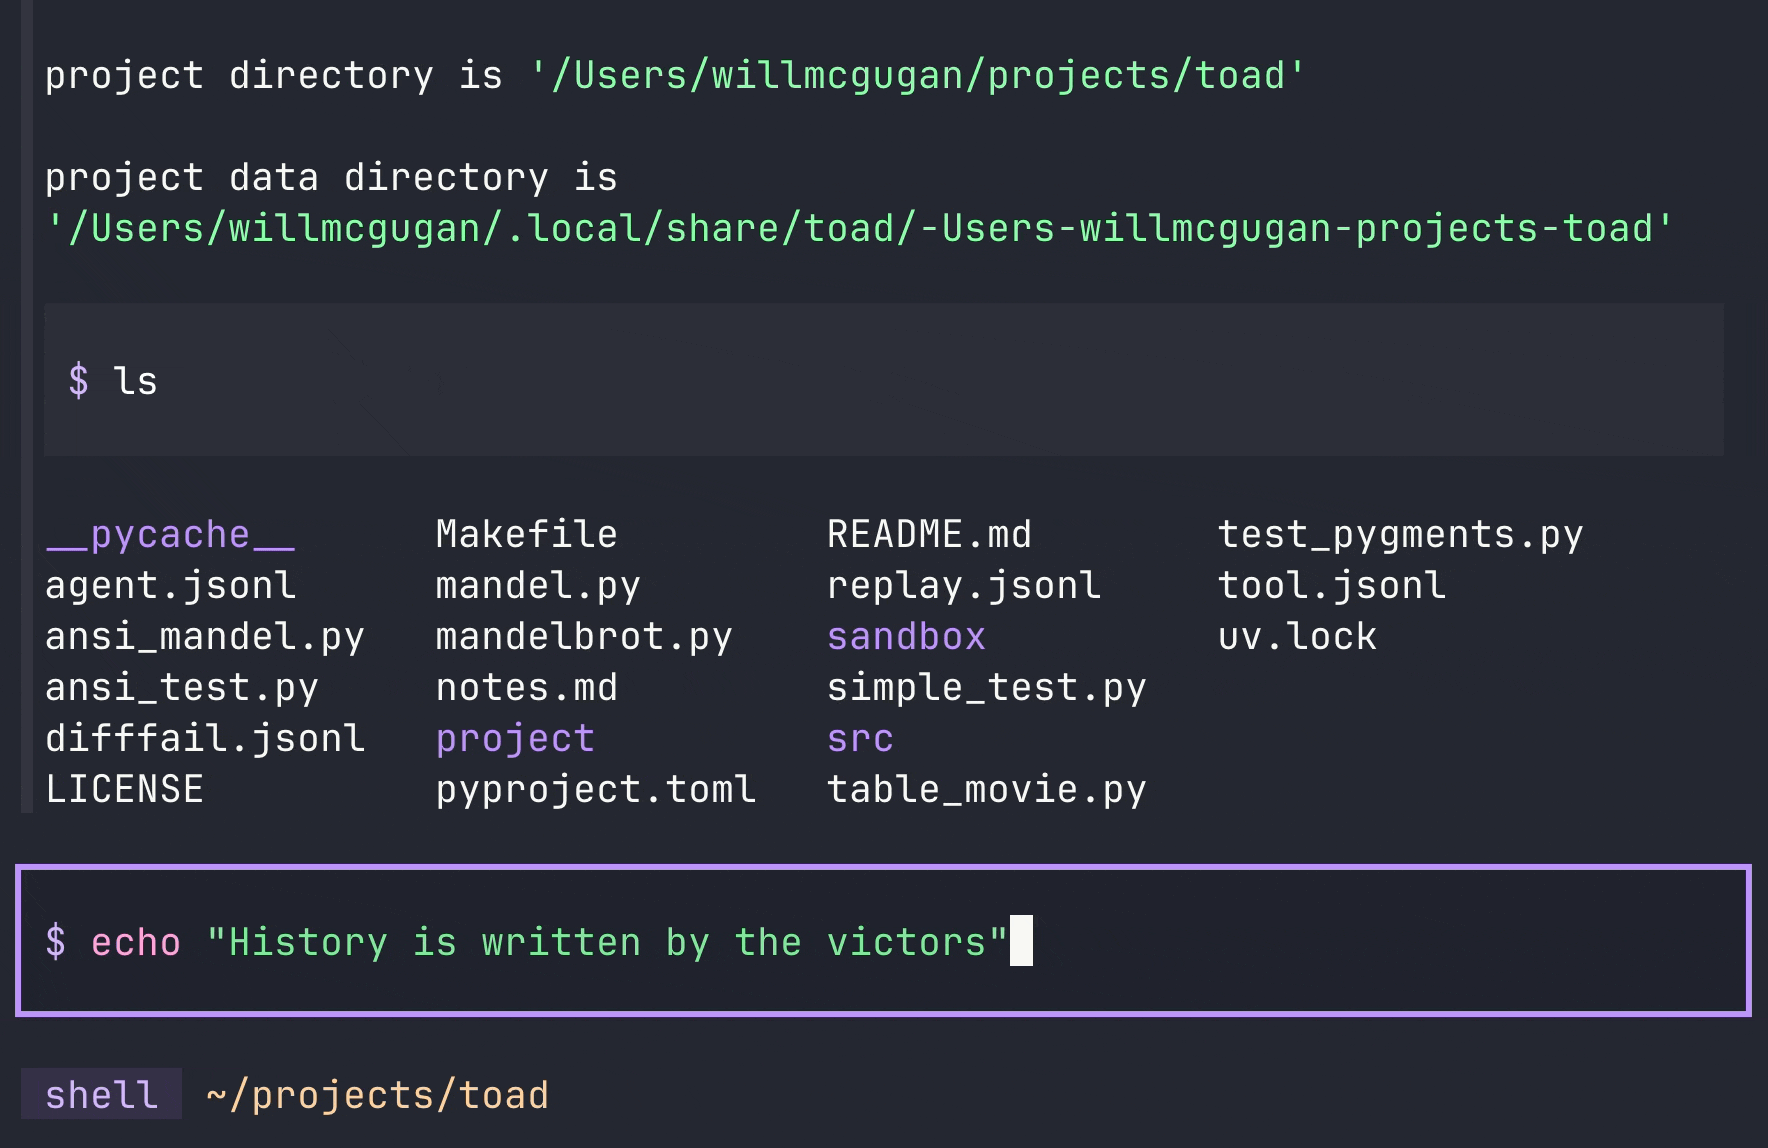 project directory is '/Users/willmcgugan/projects/toad'
project data directory is
'/Users/willmcgugan/.local/share/toad/-Users-willmcgugan-projects-toad'
$ ls
__pycache__ Makefile README.md test_pygments.py
agent.jsonl mandel.py replay.jsonl tool.jsonl
ansi_mandel.py mandelbrot.py sandbox uv.lock
ansi_test.py notes.md simple_test.py
difffail.jsonl project src
LICENSE pyproject.toml table_movie.py
$ echo "History is written by the victors"
shell ~/projects/toad